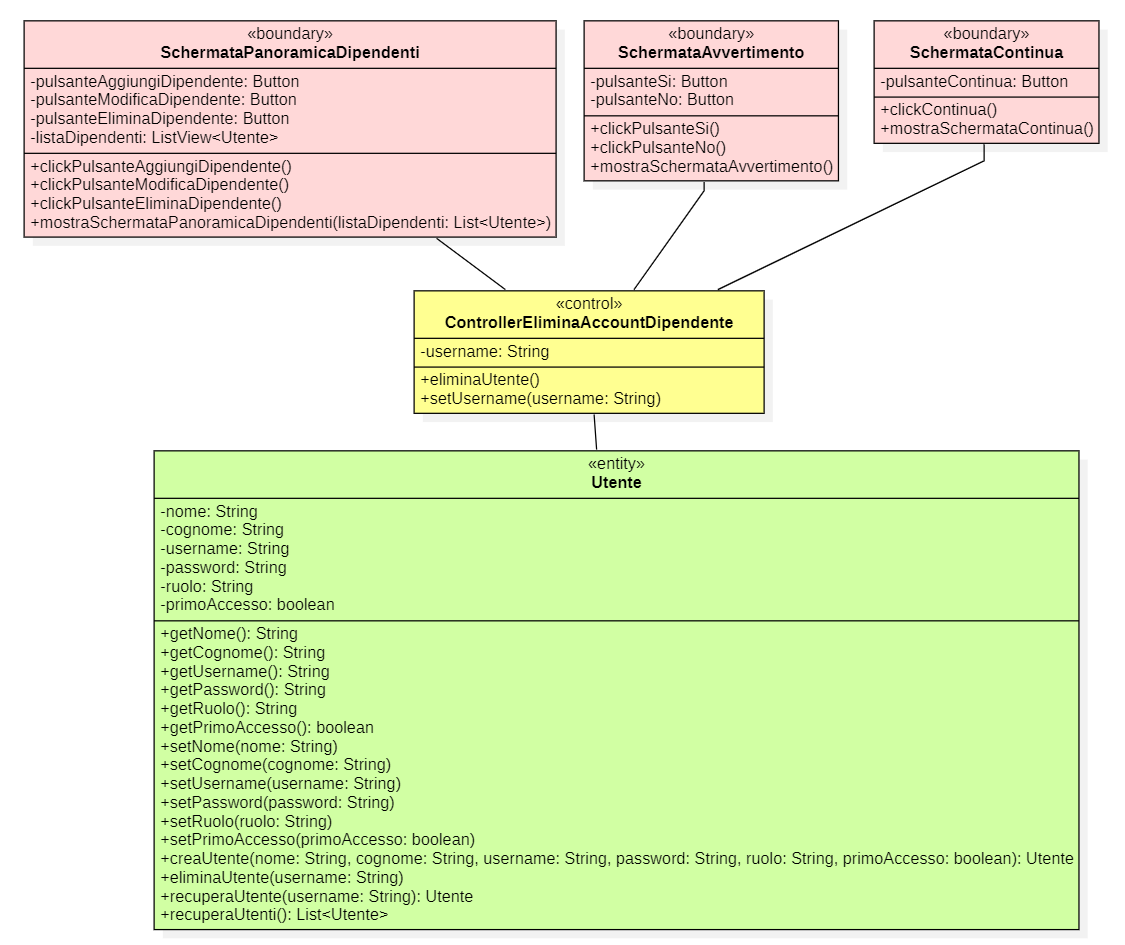 «boundary»
SchermataPanoramicaDipendenti
-pulsanteAggiungiDipendente: Button
-pulsanteModificaDipendente: Button
-pulsanteEliminaDipendente: Button
-listaDipendenti: ListView<Utente>
+clickPulsanteAggiungiDipendente()
+clickPulsanteModificaDipendente()
+clickPulsanteEliminaDipendente()
+mostraSchermataPanoramicaDipendenti(listaDipendenti: List<Utente>)
«boundary»
SchermataAvvertimento
-pulsanteSi: Button
-pulsanteNo: Button
+clickPulsanteSi()
+clickPulsanteNo()
+mostraSchermataAvvertimento()
«boundary»
SchermataContinua
-pulsanteContinua: Button
+clickContinua()
+mostraSchermataContinua()
«control»
ControllerEliminaAccountDipendente
-username: String
+eliminaUtente()
+setUsername(username: String)
«entity»
Utente
-nome: String
-cognome: String
-username: String
-password: String
-ruolo: String
-primoAccesso: boolean
+getNome(): String
+getCognome(): String
+getUsername(): String
+getPassword(): String
+getRuolo(): String
+getPrimoAccesso(): boolean
+setNome(nome: String)
+setCognome(cognome: String)
+setUsername(username: String)
+setPassword(password: String)
+setRuolo(ruolo: String)
+setPrimoAccesso(primoAccesso: boolean)
+creaUtente(nome: String, cognome: String, username: String, password: String, ruolo: String, primoAccesso: boolean): Utente
+eliminaUtente(username: String)
+recuperaUtente(username: String): Utente
+recuperaUtenti(): List<Utente>